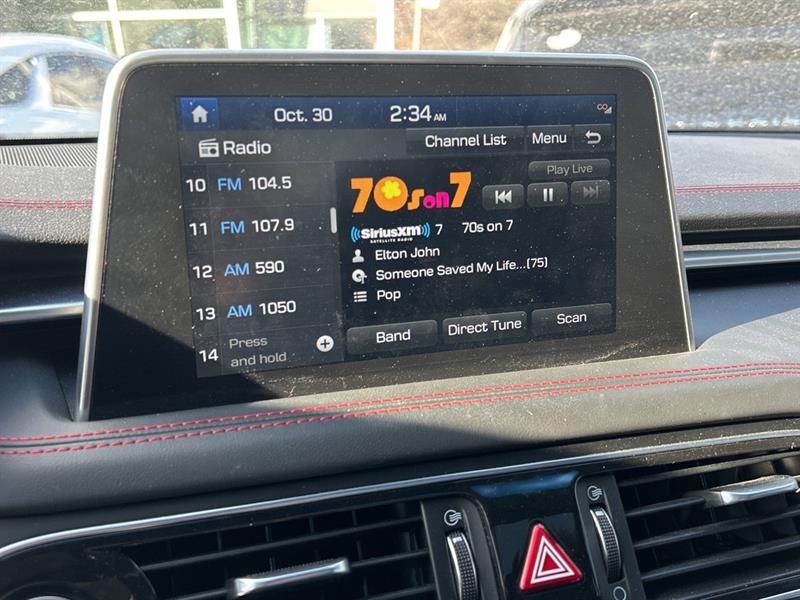 Oct. 30 2:34 AM
Radio Channel List Menu
Play Live
10 FM 104.5
11 FM 107.9
12 AM 590
13 AM 1050
14 Press and hold
70s on 7
((SiriusXM)) 7 70s on 7
SATELLITE RADIO
Elton John
Someone Saved My Life...(75)
Pop
Band Direct Tune Scan